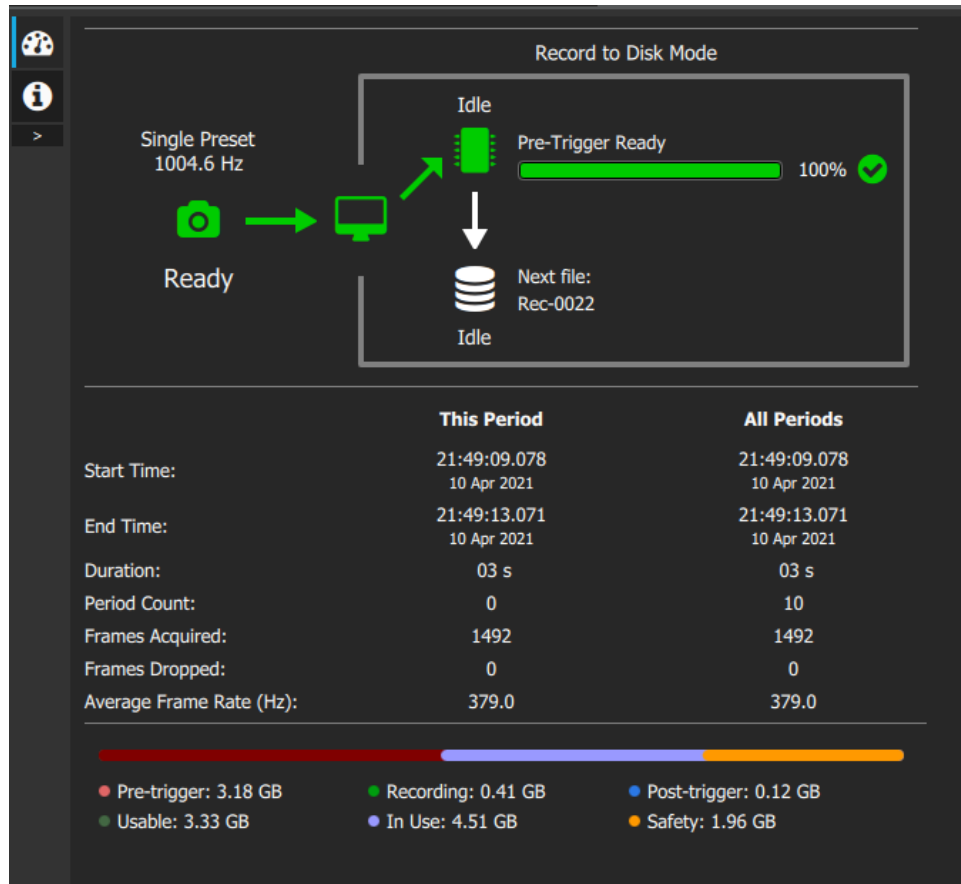 Record to Disk Mode
Idle
Single Preset
1004.6 Hz
Pre-Trigger Ready
100%
Ready
Next file:
Rec-0022
Idle
>
This Period All Periods
Start Time: 21:49:09.078 21:49:09.078
10 Apr 2021 10 Apr 2021
End Time: 21:49:13.071 21:49:13.071
10 Apr 2021 10 Apr 2021
Duration: 03 s 03 s
Period Count: 0 10
Frames Acquired: 1492 1492
Frames Dropped: 0 0
Average Frame Rate (Hz): 379.0 379.0
Pre-trigger: 3.18 GB Recording: 0.41 GB Post-trigger: 0.12 GB
Usable: 3.33 GB In Use: 4.51 GB Safety: 1.96 GB